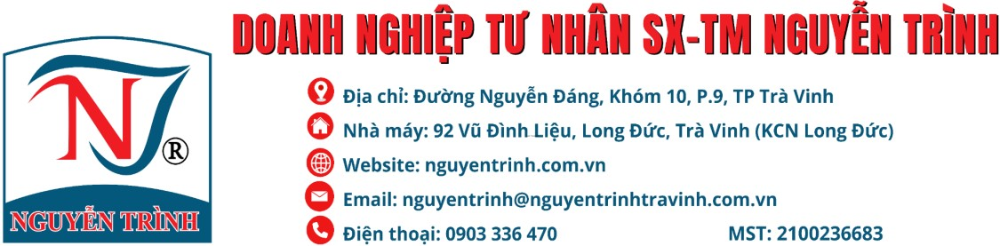 DOANH NGHIỆP TƯ NHÂN SX-TM NGUYỄN TRÌNH
Địa chỉ: Đường Nguyễn Đáng, Khóm 10, P.9, TP Trà Vinh
Nhà máy: 92 Vũ Đình Liệu, Long Đức, Trà Vinh (KCN Long Đức)
Website: nguyentrinh.com.vn
Email: nguyentrinh@nguyentrinhtravinh.com.vn
Điện thoại: 0903 336 470 MST: 2100236683
NT ®
NGUYỄN TRÌNH